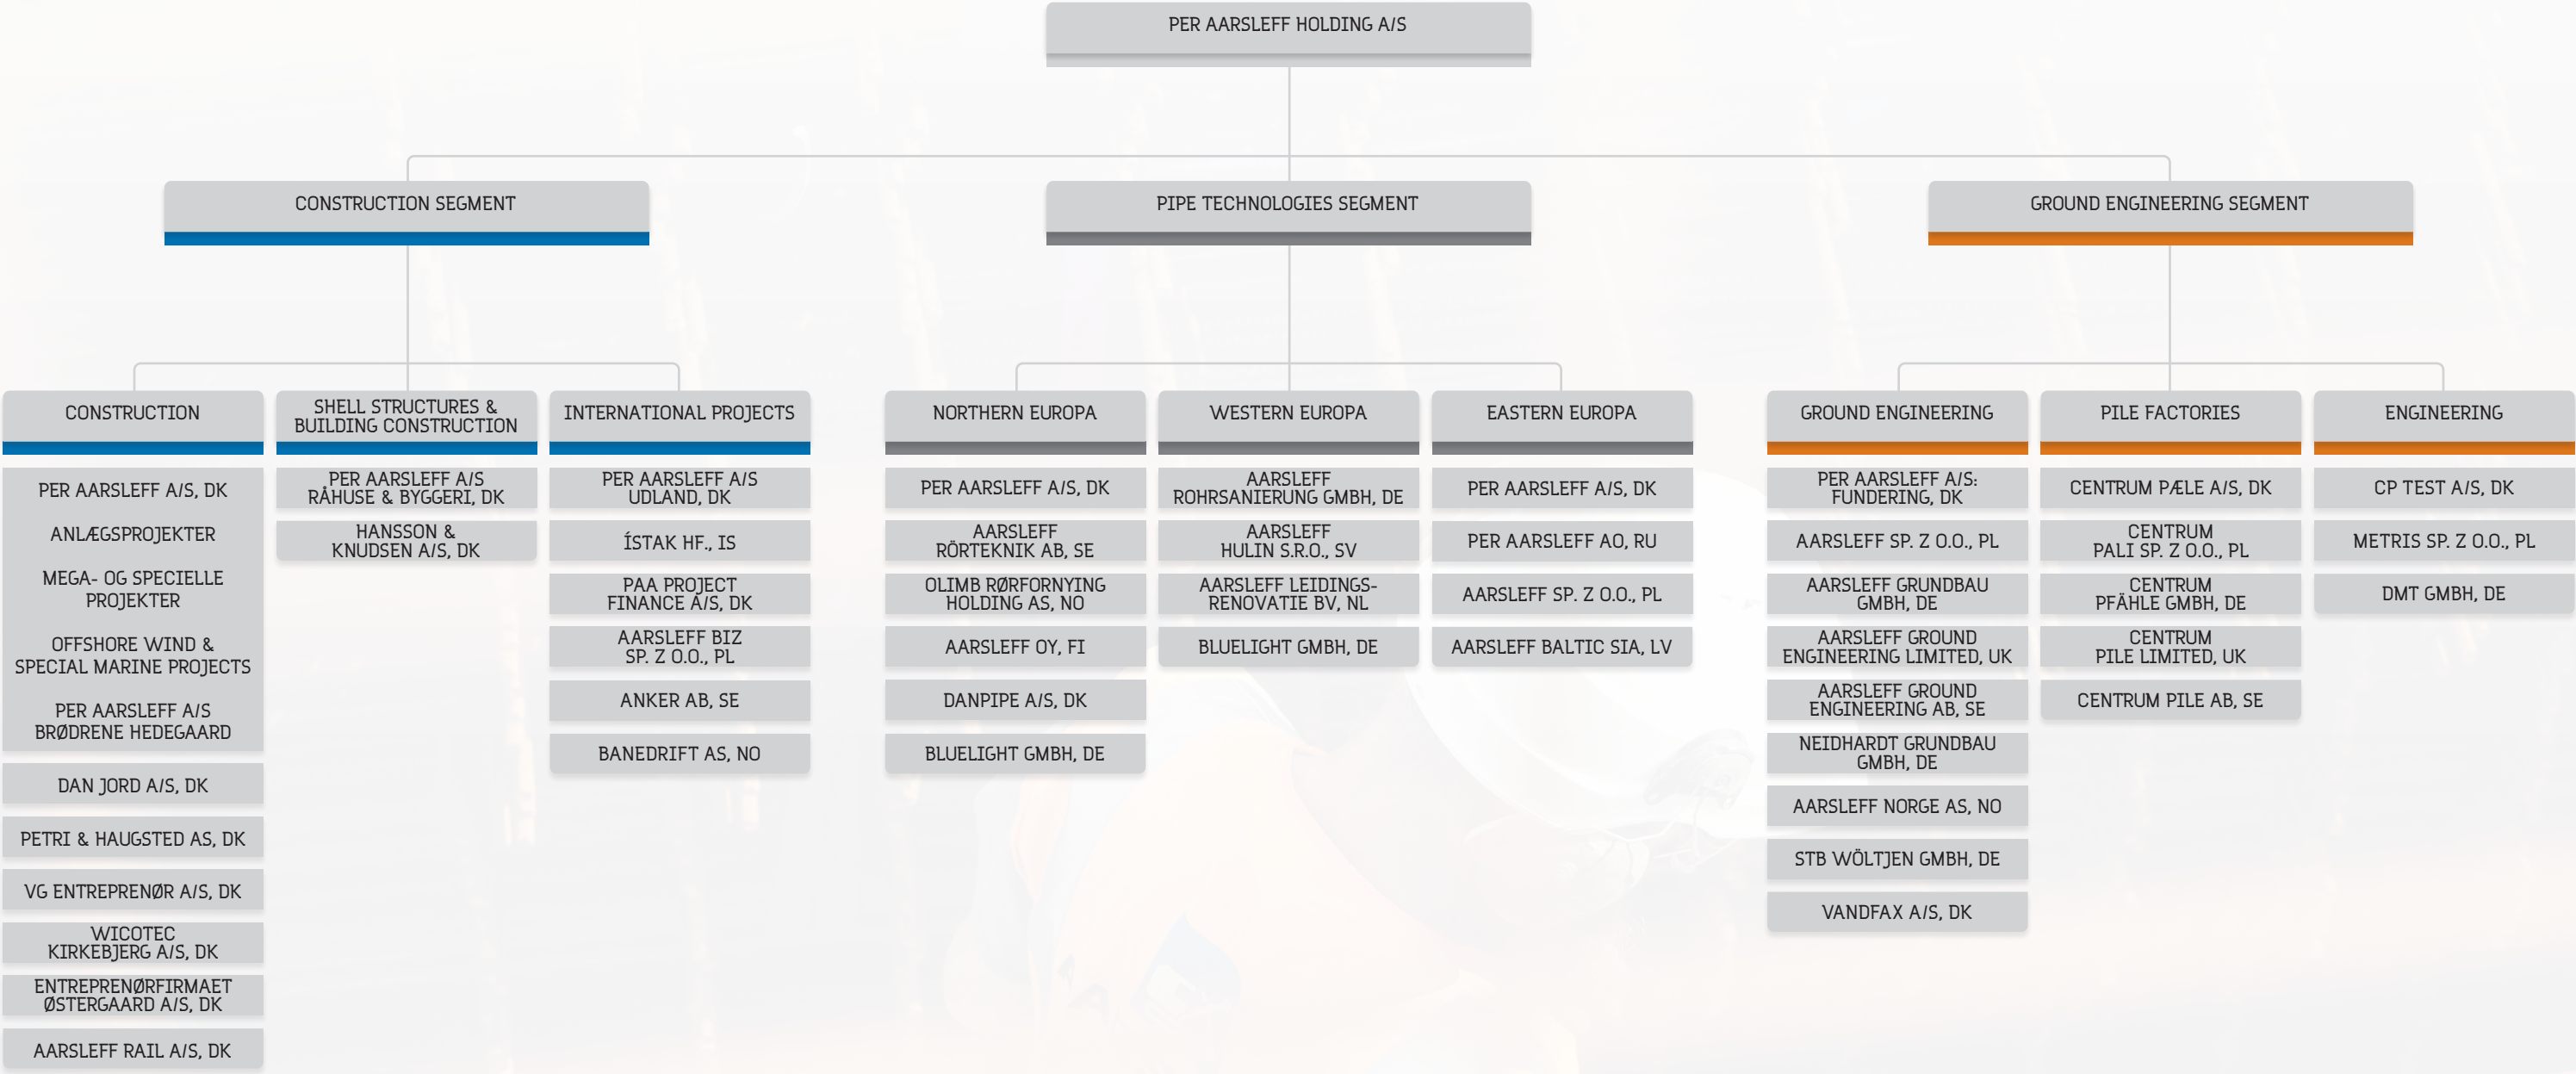 PER AARSLEFF HOLDING A/S
CONSTRUCTION SEGMENT
PIPE TECHNOLOGIES SEGMENT
GROUND ENGINEERING SEGMENT
CONSTRUCTION
PER AARSLEFF A/S, DK
ANLÆGSPROJEKTER
MEGA- OG SPECIELLE
PROJEKTER
OFFSHORE WIND &
SPECIAL MARINE PROJECTS
PER AARSLEFF A/S
BRØDRENE HEDEGAARD
DAN JORD A/S, DK
PETRI & HAUGSTED AS, DK
VG ENTREPRENØR A/S, DK
WICOTEC
KIRKEBJERG A/S, DK
ENTREPRENØRFIRMAET
ØSTERGAARD A/S, DK
AARSLEFF RAIL A/S, DK
SHELL STRUCTURES &
BUILDING CONSTRUCTION
PER AARSLEFF A/S
RÅHUSE & BYGGERI, DK
HANSSON &
KNUDSEN A/S, DK
INTERNATIONAL PROJECTS
PER AARSLEFF A/S
UDLAND, DK
ÍSTAK HF., IS
PAA PROJECT
FINANCE A/S, DK
AARSLEFF BIZ
SP. Z O.O., PL
ANKER AB, SE
BANEDRIFT AS, NO
NORTHERN EUROPA
PER AARSLEFF A/S, DK
AARSLEFF
RÖRTEKNIK AB, SE
OLIMB RØRFORNYING
HOLDING AS, NO
AARSLEFF OY, FI
DANPIPE A/S, DK
BLUELIGHT GMBH, DE
WESTERN EUROPA
AARSLEFF
ROHRSANIERUNG GMBH, DE
AARSLEFF
HULIN S.R.O., SV
AARSLEFF LEIDINGS-
RENOVATIE BV, NL
BLUELIGHT GMBH, DE
EASTERN EUROPA
PER AARSLEFF A/S, DK
PER AARSLEFF AO, RU
AARSLEFF SP. Z O.O., PL
AARSLEFF BALTIC SIA, LV
GROUND ENGINEERING
PER AARSLEFF A/S:
FUNDERING, DK
AARSLEFF SP. Z O.O., PL
AARSLEFF GRUNDBAU
GMBH, DE
AARSLEFF GROUND
ENGINEERING LIMITED, UK
AARSLEFF GROUND
ENGINEERING AB, SE
NEIDHARDT GRUNDBAU
GMBH, DE
AARSLEFF NORGE AS, NO
STB WÖLTJEN GMBH, DE
VANDFAX A/S, DK
PILE FACTORIES
CENTRUM PÆLE A/S, DK
CENTRUM
PALI SP. Z O.O., PL
CENTRUM
PFÄHLE GMBH, DE
CENTRUM
PILE LIMITED, UK
CENTRUM PILE AB, SE
ENGINEERING
CP TEST A/S, DK
METRIS SP. Z O.O., PL
DMT GMBH, DE